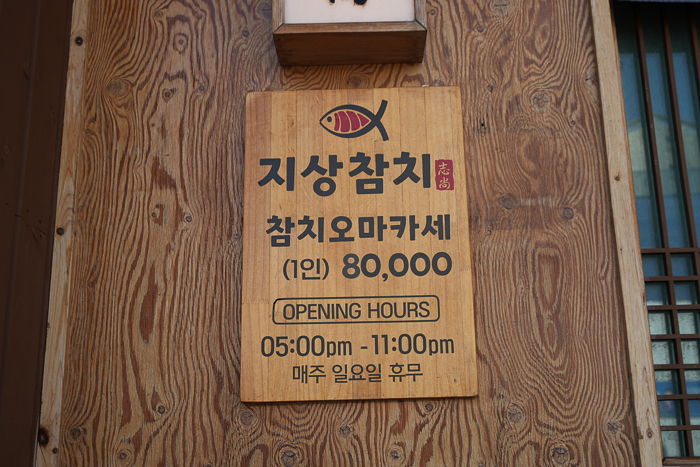 지상참치 志尚
참치오마카세
(1인) 80,000
OPENING HOURS
05:00pm - 11:00pm
매주 일요일 휴무